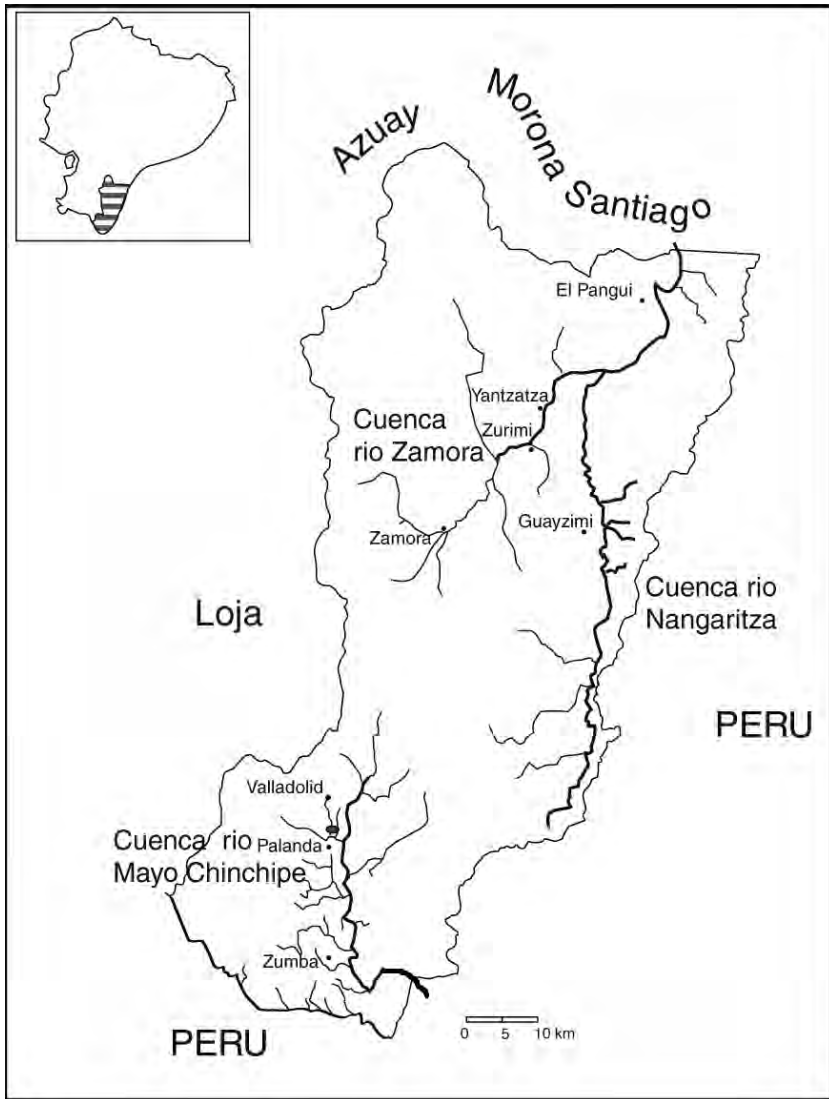 Azuay
Morona Santiago
El Pangui
Yantzatza
Cuenca
rio Zamora
Zurimi
Zamora
Guayzimi
Cuenca rio
Nangaritza
Loja
PERU
Valladolid
Cuenca rio
Mayo Chinchipe
Palanda
Zumba
0 5 10 km
PERU